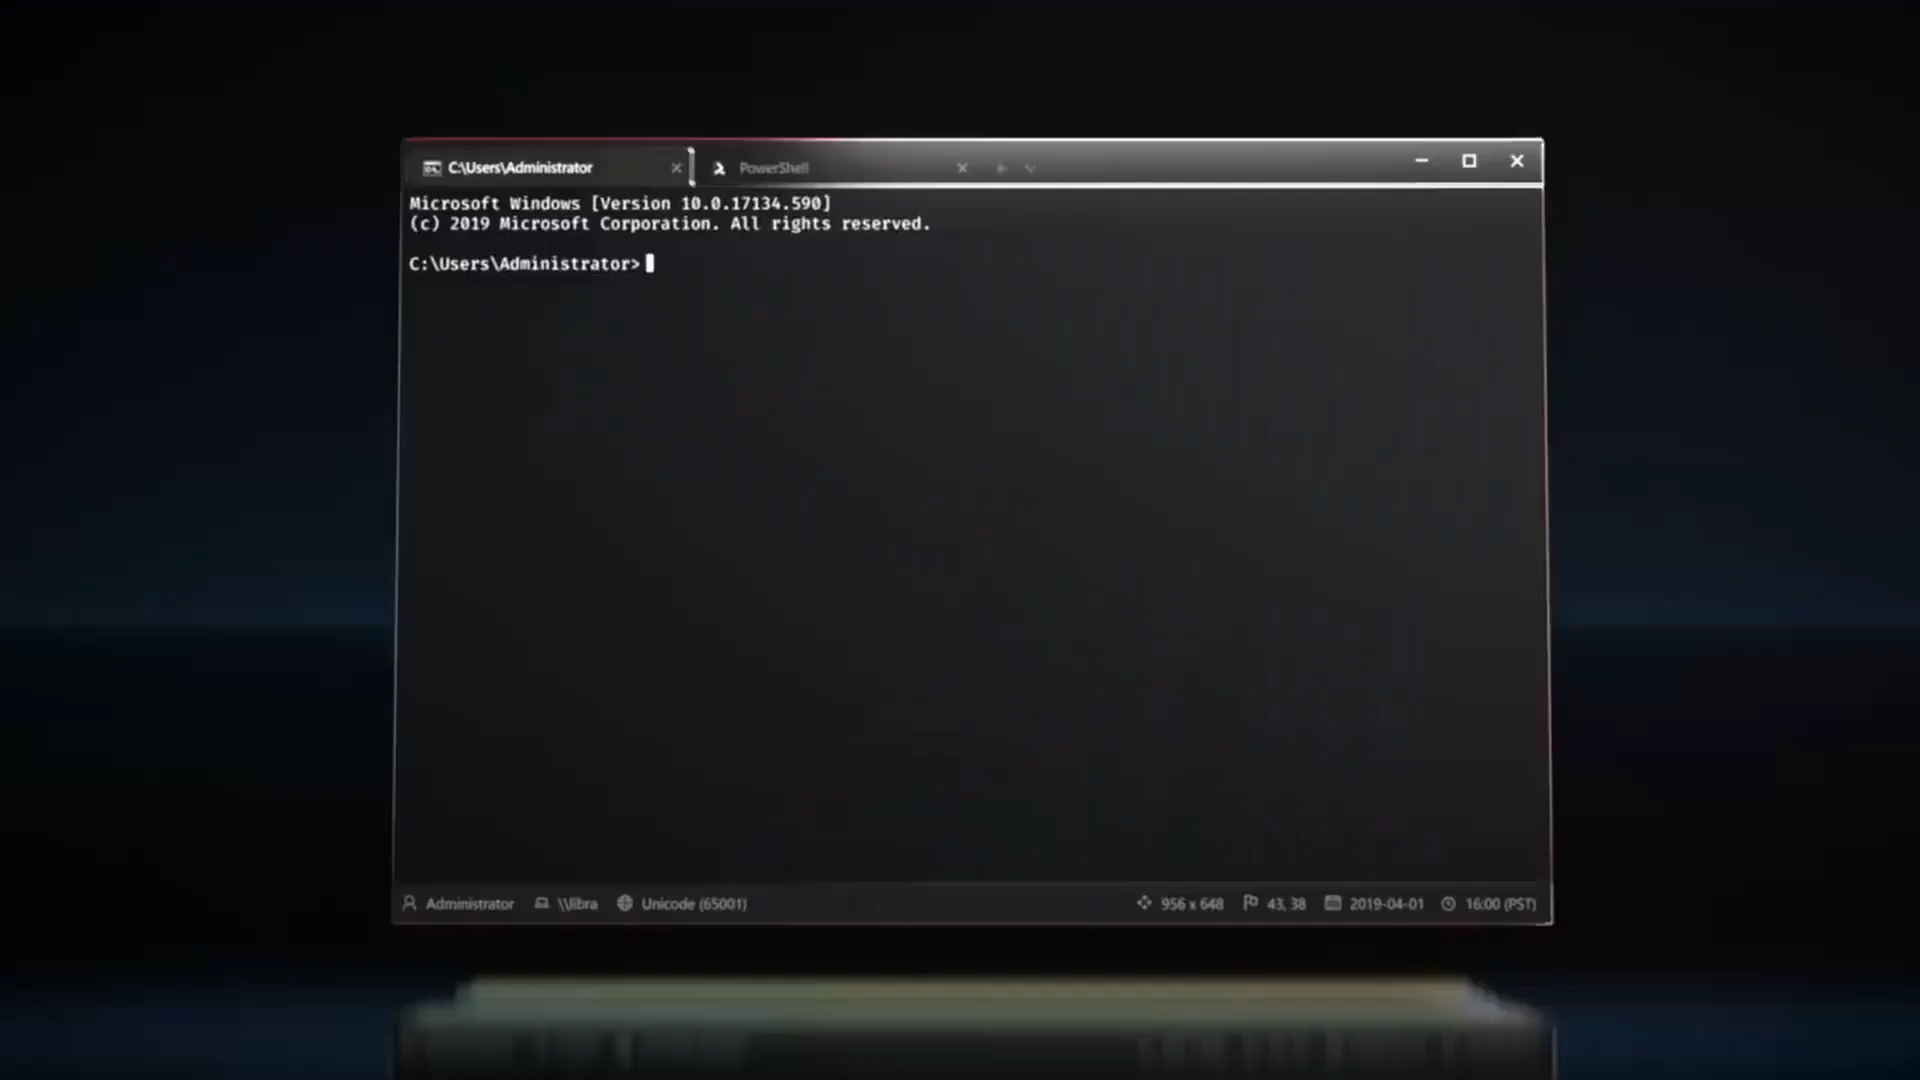 C:\Users\Administrator
PowerShell
Microsoft Windows [Version 10.0.17134.590]
(c) 2019 Microsoft Corporation. All rights reserved.
C:\Users\Administrator>
Administrator \\libra Unicode (65001) 956 x 648 43, 38 2019-04-01 16:00 (PST)